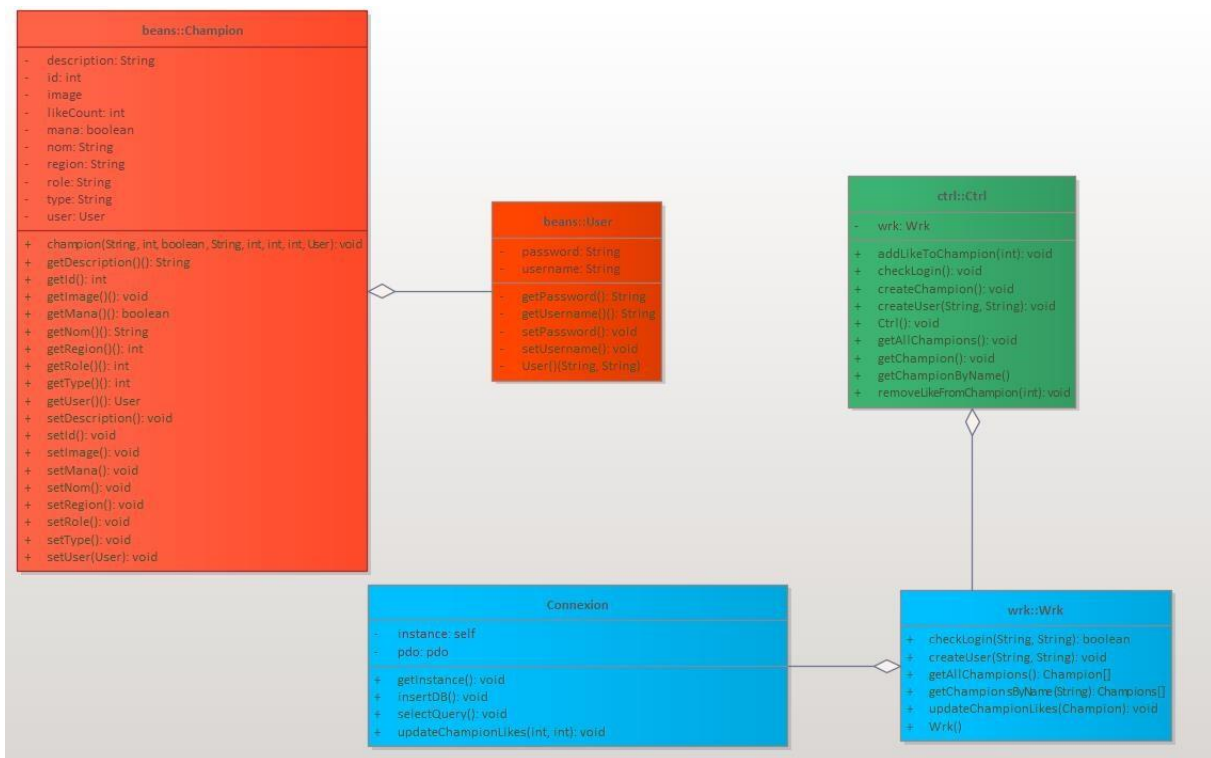 beans::Champion
- description: String
- id: int
- image
- likeCount: int
- mana: boolean
- nom: String
- region: String
- role: String
- type: String
- user: User
+ champion(String, int, boolean, String, int, int, int, User): void
+ getDescription()(): String
+ getId(): int
+ getImage()(): void
+ getMana()(): boolean
+ getNom()(): String
+ getRegion()(): int
+ getRole()(): int
+ getType()(): int
+ getUser()(): User
+ setDescription(): void
+ setId(): void
+ setImage(): void
+ setMana(): void
+ setNom(): void
+ setRegion(): void
+ setRole(): void
+ setType(): void
+ setUser(User): void
beans::User
- password: String
- username: String
- getPassword(): String
- getUsername()(): String
- setPassword(): void
- setUsername(): void
- User()(String, String)
ctrl::Ctrl
- wrk: Wrk
+ addLikeToChampion(int): void
+ checkLogin(): void
+ createChampion(): void
+ createUser(String, String): void
+ Ctrl(): void
+ getAllChampions(): void
+ getChampion(): void
+ getChampionByName()
+ removeLikeFromChampion(int): void
Connexion
- instance: self
- pdo: pdo
+ getInstance(): void
+ insertDB(): void
+ selectQuery(): void
+ updateChampionLikes(int, int): void
wrk::Wrk
+ checkLogin(String, String): boolean
+ createUser(String, String): void
+ getAllChampions(): Champion[]
+ getChampionsByName(String): Champions[]
+ updateChampionLikes(Champion): void
+ Wrk()